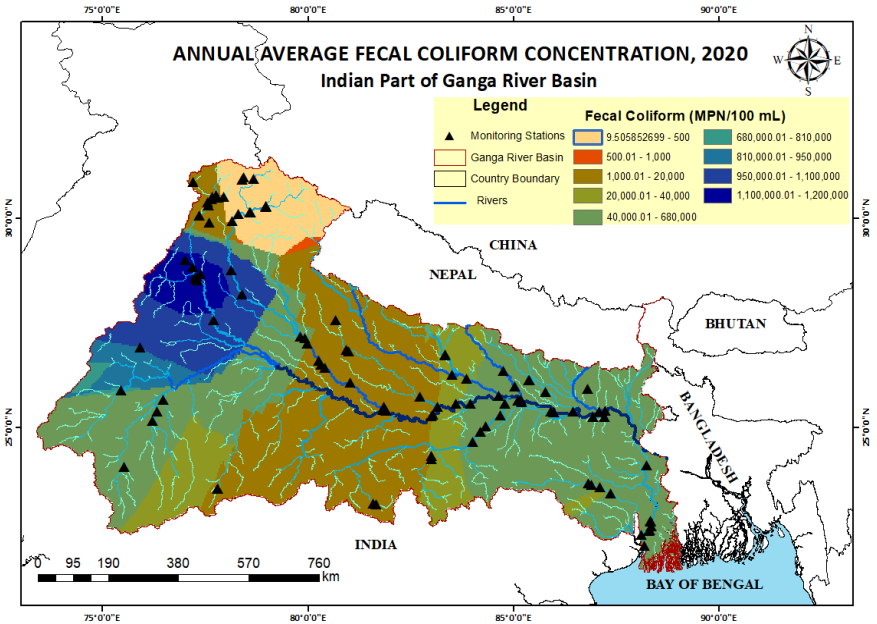 75°0'0"E 80°0'0"E 85°0'0"E 90°0'0"E
ANNUAL AVERAGE FECAL COLIFORM CONCENTRATION, 2020
Indian Part of Ganga River Basin
N
W E
S
Legend
Monitoring Stations
Ganga River Basin
Country Boundary
Rivers
Fecal Coliform (MPN/100 mL)
9.505852699 - 500
500.01 - 1,000
1,000.01 - 20,000
20,000.01 - 40,000
40,000.01 - 680,000
680,000.01 - 810,000
810,000.01 - 950,000
950,000.01 - 1,100,000
1,100,000.01 - 1,200,000
30°0'0"N 30°0'0"N
CHINA
NEPAL
BHUTAN
BANGLADESH
25°0'0"N 25°0'0"N
INDIA
BAY OF BENGAL
0 95 190 380 570 760
km
75°0'0"E 80°0'0"E 85°0'0"E 90°0'0"E